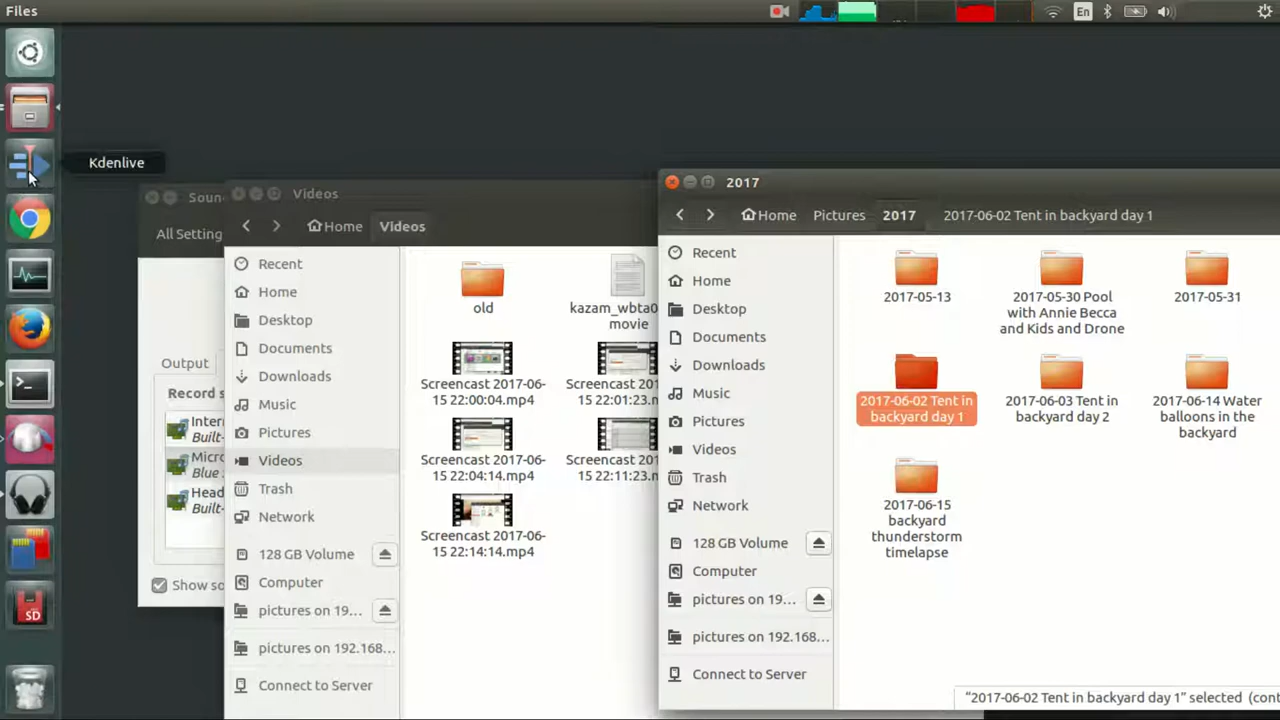 Files
En
Kdenlive
Soun
All Setting
Output
Record s
Intern
Built-
Micro
Blue
Head
Built-
Show so
Videos
Home
Videos
Recent
Home
Desktop
Documents
Downloads
Music
Pictures
Videos
Trash
Network
128 GB Volume
Computer
pictures on 19...
pictures on 192.168...
Connect to Server
old
kazam_wbta0
movie
Screencast 2017-06-
15 22:00:04.mp4
Screencast 2017-06-
15 22:01:23.m
Screencast 2017-06-
15 22:04:14.mp4
Screencast 2017-06-
15 22:11:23.m
Screencast 2017-06-
15 22:14:14.mp4
2017
Home
Pictures
2017
2017-06-02 Tent in backyard day 1
Recent
Home
Desktop
Documents
Downloads
Music
Pictures
Videos
Trash
Network
128 GB Volume
Computer
pictures on 19...
pictures on 192.168...
Connect to Server
2017-05-13
2017-05-30 Pool
with Annie Becca
and Kids and Drone
2017-05-31
2017-06-02 Tent in
backyard day 1
2017-06-03 Tent in
backyard day 2
2017-06-14 Water
balloons in the
backyard
2017-06-15
backyard
thunderstorm
timelapse
"2017-06-02 Tent in backyard day 1" selected (cont
SD